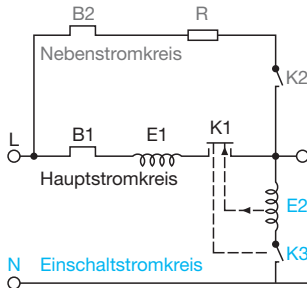 B2 R
Nebenstromkreis
K2
L B1 E1 K1
Hauptstromkreis
E2
K3
N Einschaltstromkreis